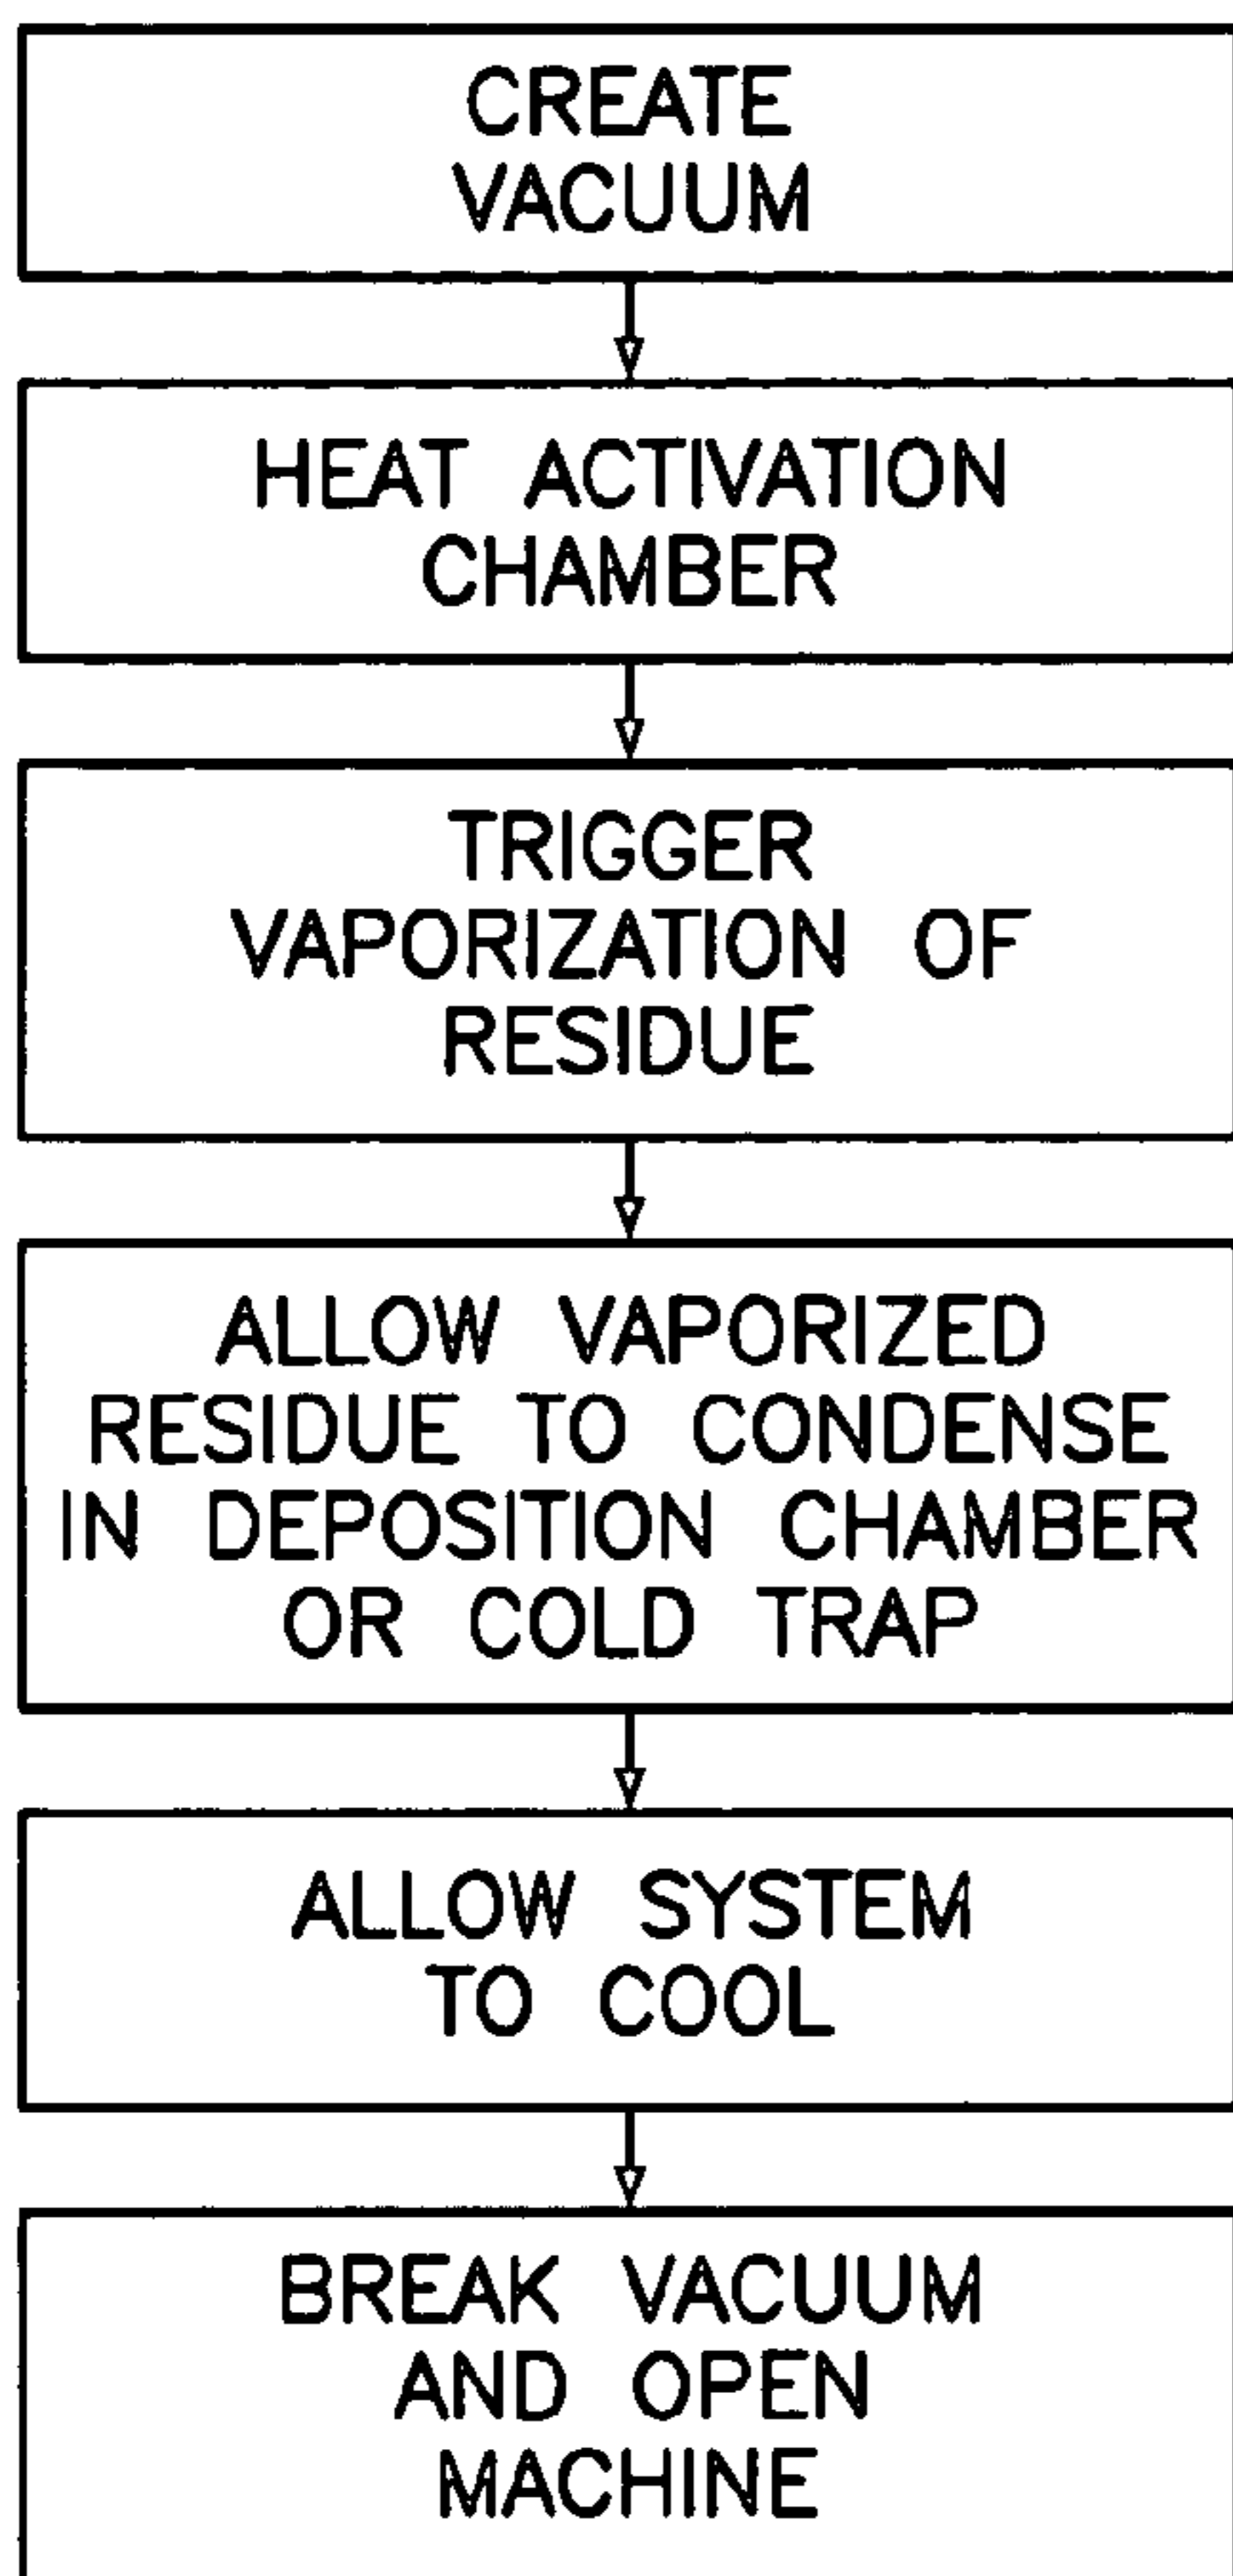 CREATE
VACUUM
HEAT ACTIVATION
CHAMBER
TRIGGER
VAPORIZATION OF
RESIDUE
ALLOW VAPORIZED
RESIDUE TO CONDENSE
IN DEPOSITION CHAMBER
OR COLD TRAP
ALLOW SYSTEM
TO COOL
BREAK VACUUM
AND OPEN
MACHINE